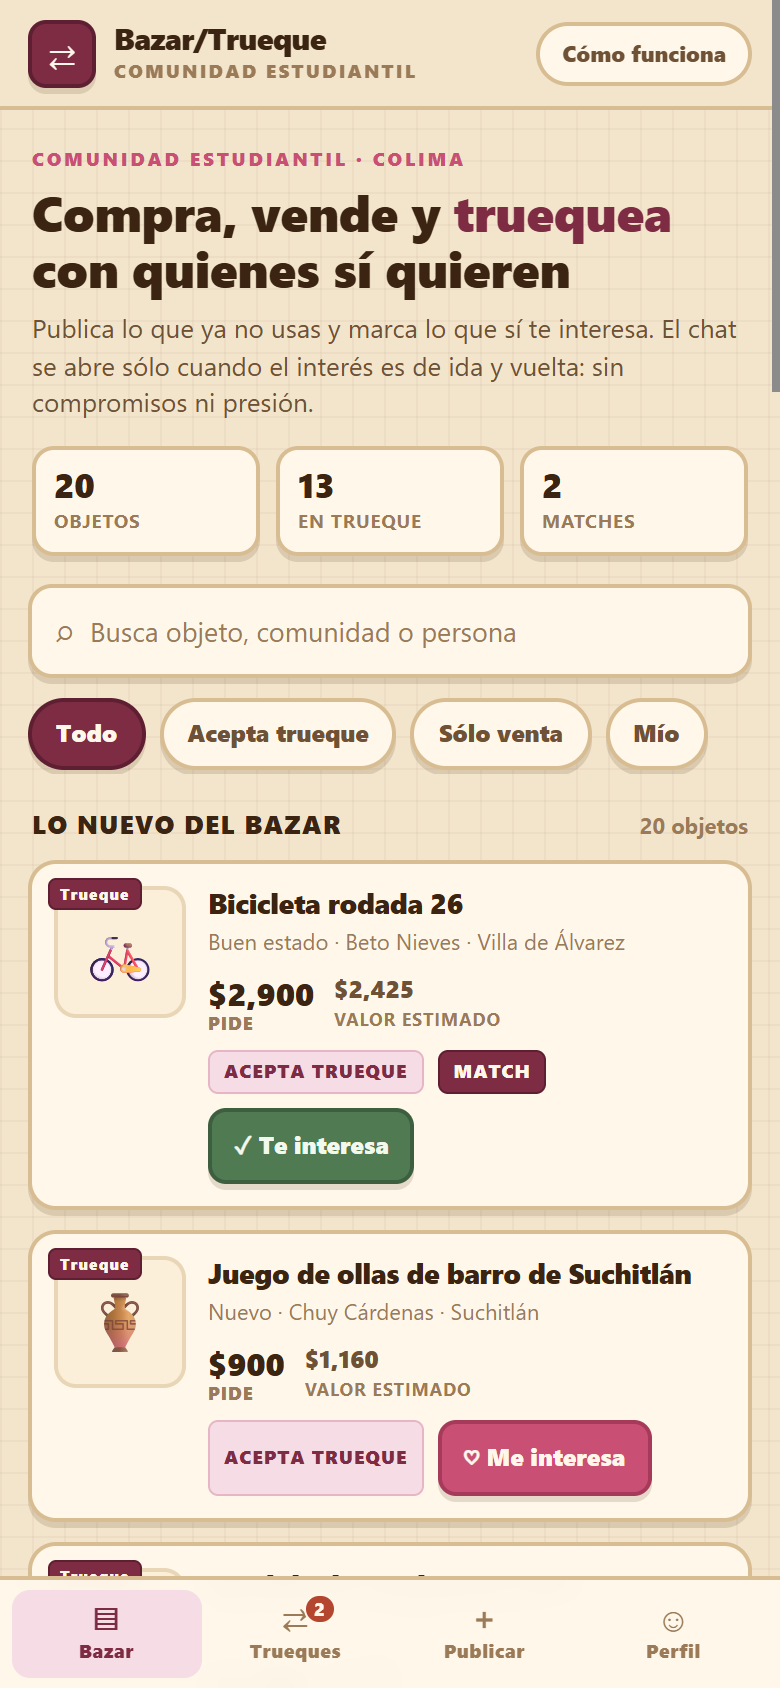 Bazar/Trueque
COMUNIDAD ESTUDIANTIL
Cómo funciona
COMUNIDAD ESTUDIANTIL · COLIMA
Compra, vende y truequea
con quienes sí quieren
Publica lo que ya no usas y marca lo que sí te interesa. El chat
se abre sólo cuando el interés es de ida y vuelta: sin
compromisos ni presión.
20
OBJETOS
13
EN TRUEQUE
2
MATCHES
Busca objeto, comunidad o persona
Todo
Acepta trueque
Sólo venta
Mío
LO NUEVO DEL BAZAR
20 objetos
Trueque
Bicicleta rodada 26
Buen estado · Beto Nieves · Villa de Álvarez
$2,900
PIDE
$2,425
VALOR ESTIMADO
ACEPTA TRUEQUE
MATCH
✓ Te interesa
Trueque
Juego de ollas de barro de Suchitlán
Nuevo · Chuy Cárdenas · Suchitlán
$900
PIDE
$1,160
VALOR ESTIMADO
ACEPTA TRUEQUE
♡ Me interesa
Trueque
Bazar
2
Trueques
Publicar
Perfil